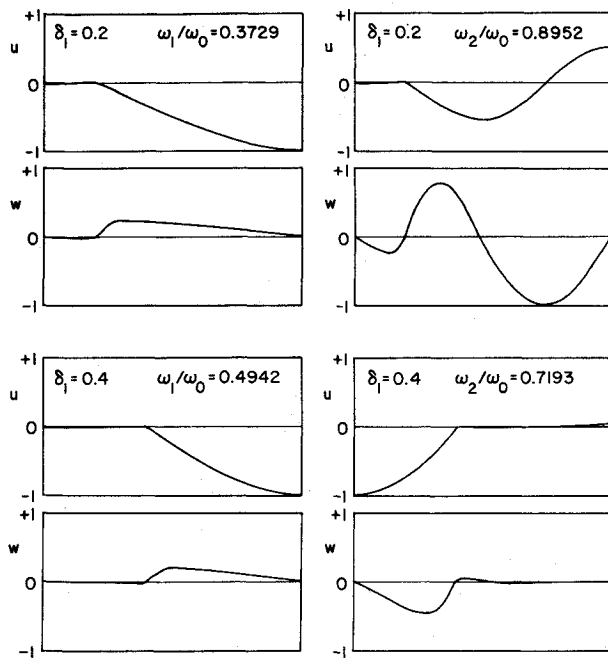 +1
u
0
-1
δ₁ = 0.2 ω₁/ω₀ = 0.3729
+1
u
0
-1
δ₁ = 0.2 ω₂/ω₀ = 0.8952
+1
w
0
-1
+1
w
0
-1
+1
u
0
-1
δ₁ = 0.4 ω₁/ω₀ = 0.4942
+1
u
0
-1
δ₁ = 0.4 ω₂/ω₀ = 0.7193
+1
w
0
-1
+1
w
0
-1